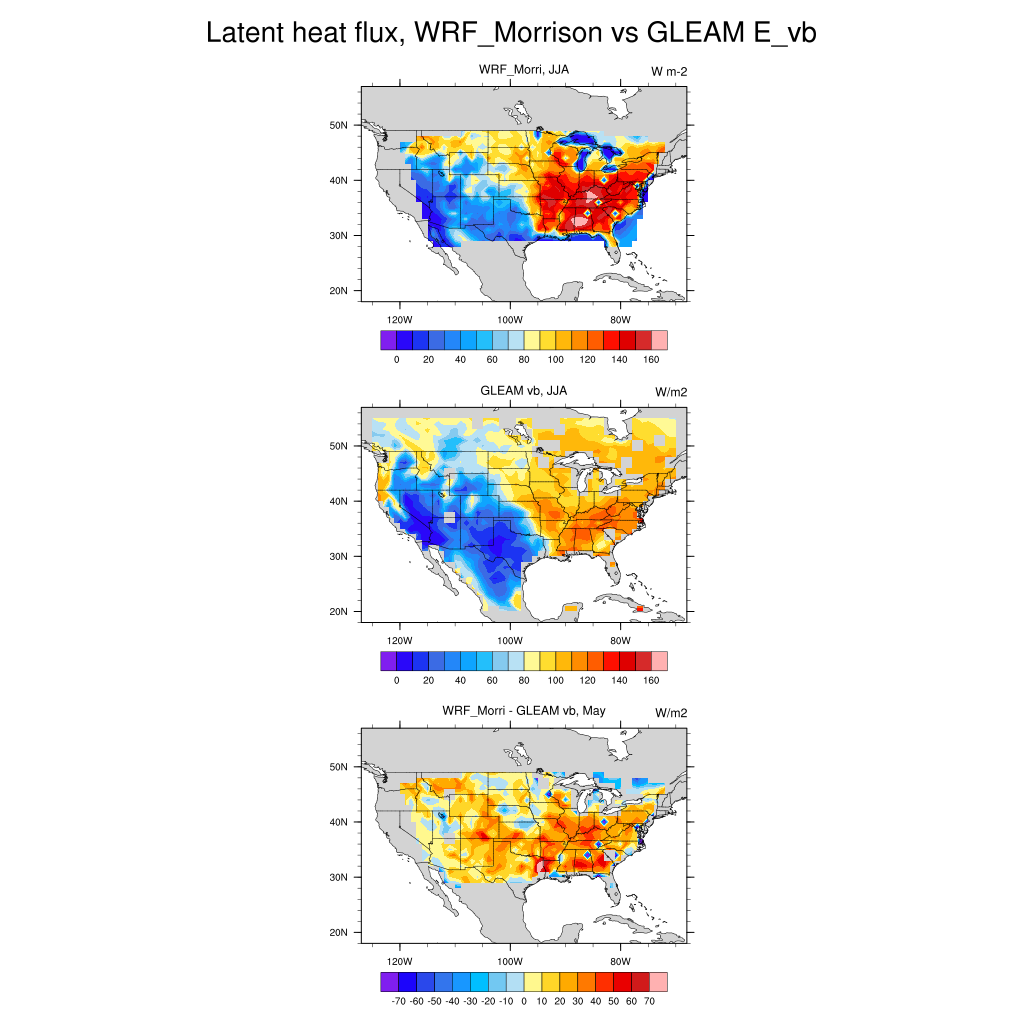 Latent heat flux, WRF_Morrison vs GLEAM E_vb
WRF_Morri, JJA
W m-2
50N
40N
30N
20N
120W 100W 80W
0 20 40 60 80 100 120 140 160
GLEAM vb, JJA
W/m2
50N
40N
30N
20N
120W 100W 80W
0 20 40 60 80 100 120 140 160
WRF_Morri - GLEAM vb, May
W/m2
50N
40N
30N
20N
120W 100W 80W
-70 -60 -50 -40 -30 -20 -10 0 10 20 30 40 50 60 70